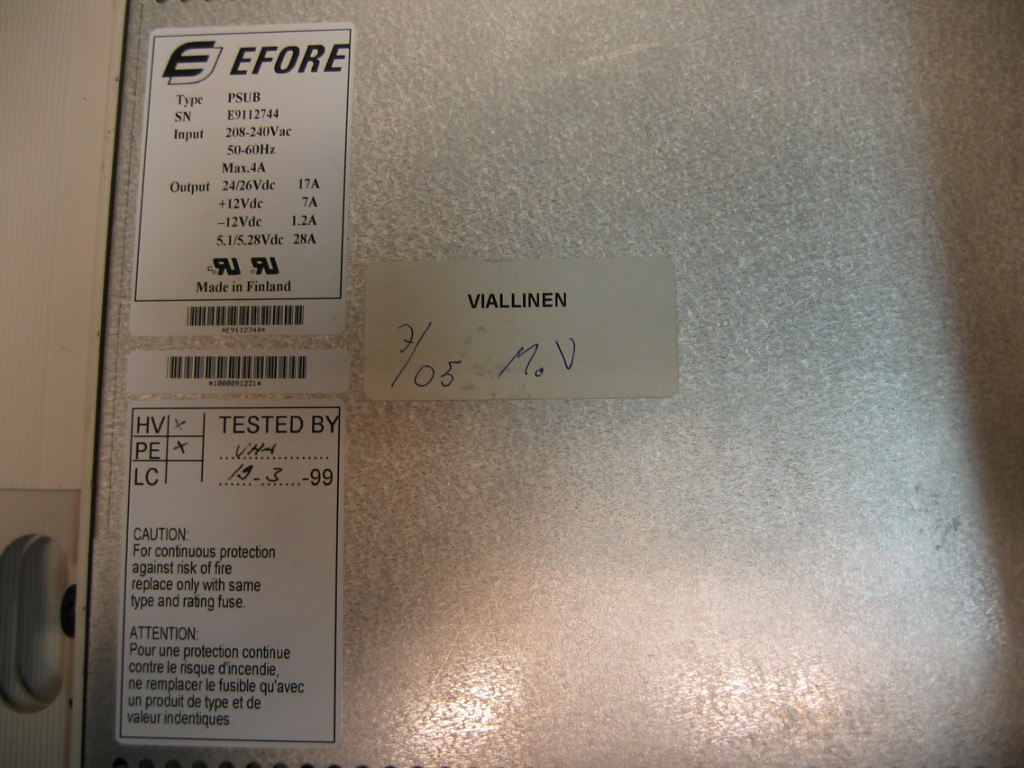 EFORE
Type PSUB
SN E9112744
Input 208-240Vac
50-60Hz
Max.4A
Output 24/26Vdc 17A
+12Vdc 7A
–12Vdc 1.2A
5.1/5.28Vdc 28A
Made in Finland
*E9112744*
*1000091231*
VIALLINEN
7/05 M.V
HV x TESTED BY
PE x VHA
LC 19-3-99
CAUTION:
For continuous protection
against risk of fire
replace only with same
type and rating fuse.
ATTENTION:
Pour une protection continue
contre le risque d'incendie,
ne remplacer le fusible qu'avec
un produit de type et de
valeur indentiques.